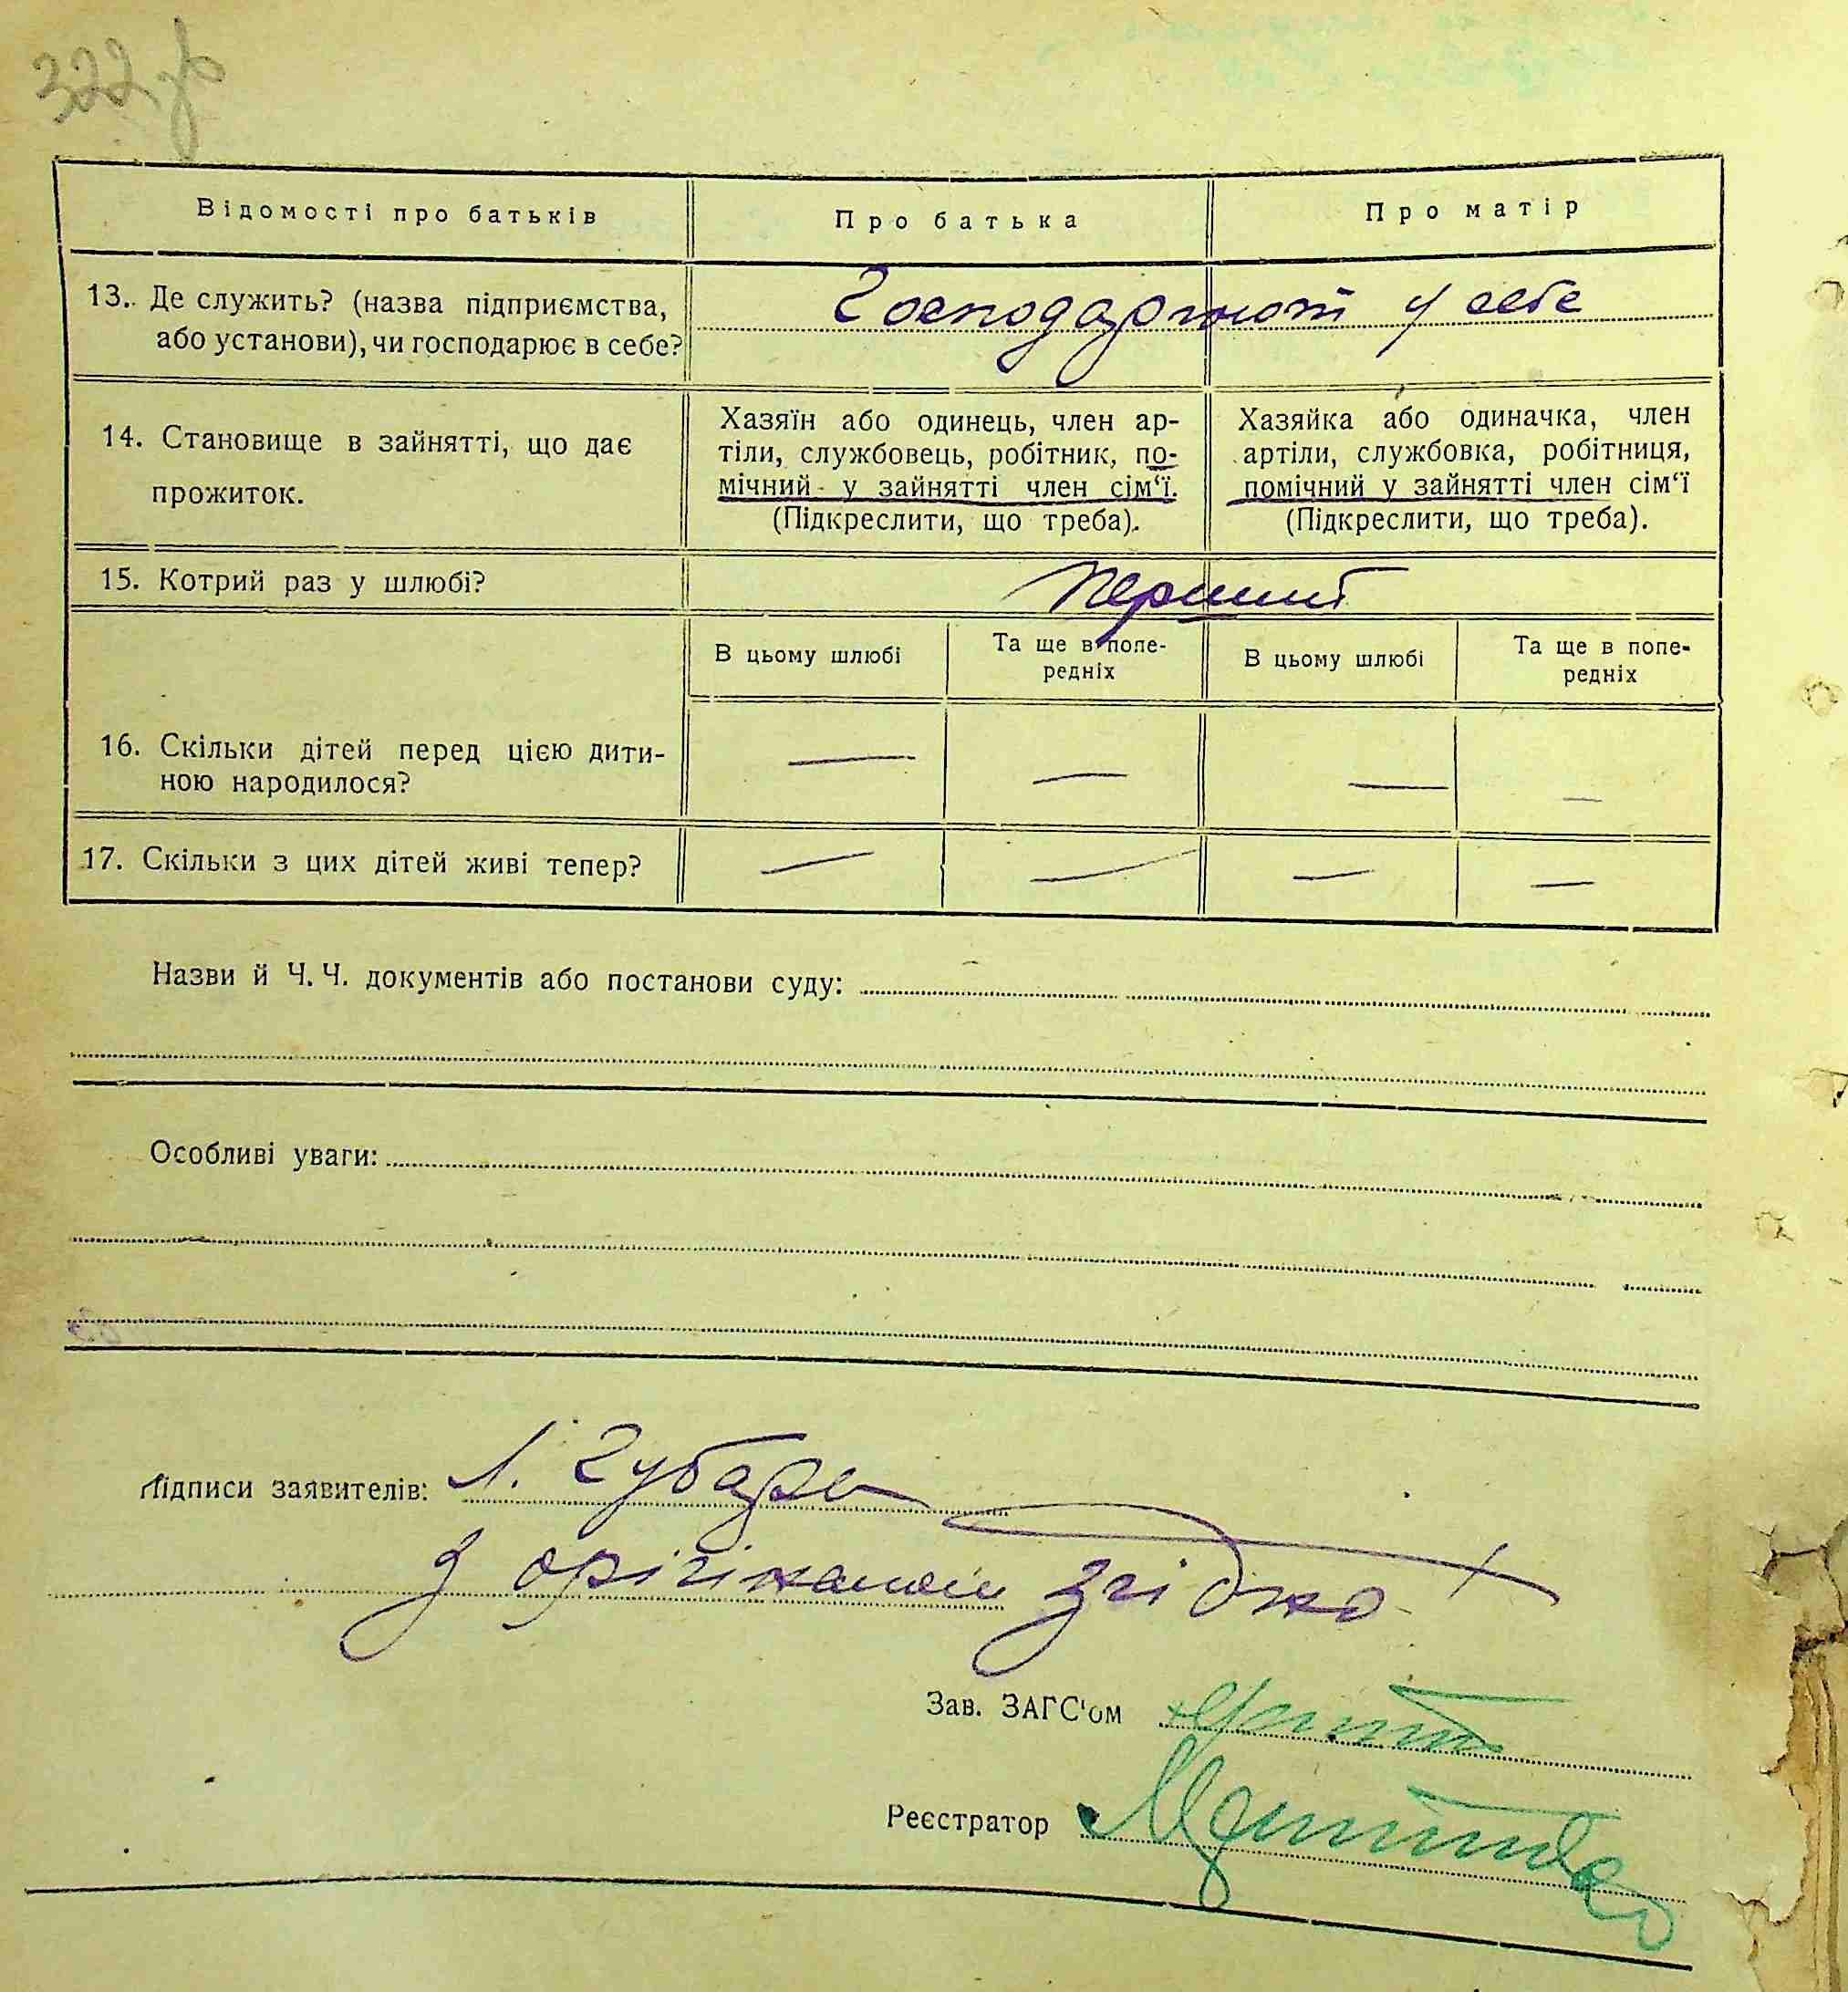 322 зв
Відомості про батьків
Про батька
Про матір
13. Де служить? (назва підприємства,
або установи), чи господарює в себе?
Господарюют у себе
14. Становище в зайнятті, що дає
прожиток.
Хазяїн або одинець, член ар-
тіли, службовець, робітник, по-
мічний у зайнятті член сім‘ї.
(Підкреслити, що треба).
Хазяйка або одиначка, член
артіли, службовка, робітниця,
помічний у зайнятті член сім‘ї
(Підкреслити, що треба).
15. Котрий раз у шлюбі?
Перший
В цьому шлюбі
Та ще в попе-
редніх
В цьому шлюбі
Та ще в попе-
редніх
16. Скільки дітей перед цією дити-
ною народилося?
— — — —
17. Скільки з цих дітей живі тепер?
— — — —
Назви й Ч. Ч. документів або постанови суду:
Особливі уваги:
Підписи заявителів: Л. Губарь
З орігіналом згідно
Зав. ЗАГС‘ом
Реєстратор